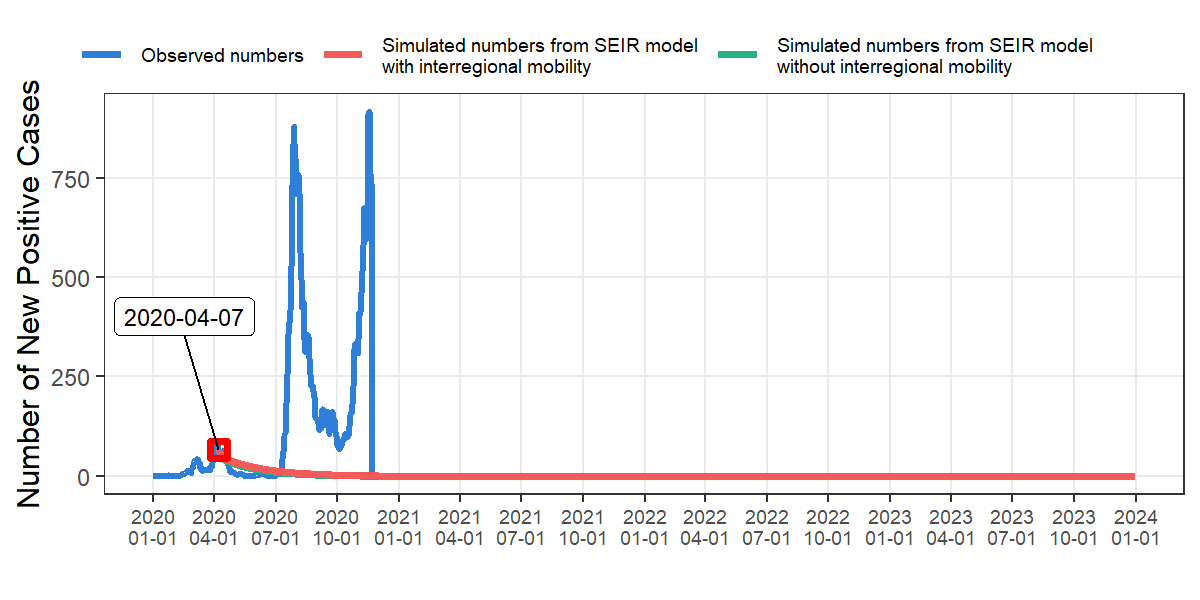 Observed numbers
Simulated numbers from SEIR model
with interregional mobility
Simulated numbers from SEIR model
without interregional mobility
Number of New Positive Cases
750
500
250
0
2020-04-07
2020 2020 2020 2020 2021 2021 2021 2021 2022 2022 2022 2022 2023 2023 2023 2023 2024
01-01 04-01 07-01 10-01 01-01 04-01 07-01 10-01 01-01 04-01 07-01 10-01 01-01 04-01 07-01 10-01 01-01